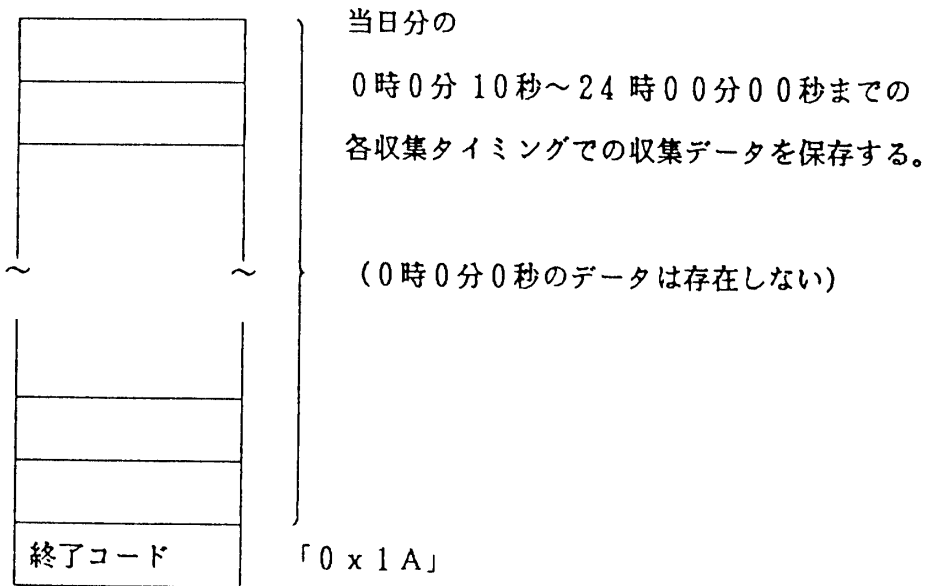 当日分の
0時0分10秒~24時00分00秒までの
各収集タイミングでの収集データを保存する。
~ ~
(0時0分0秒のデータは存在しない)
終了コード 「0x1A」